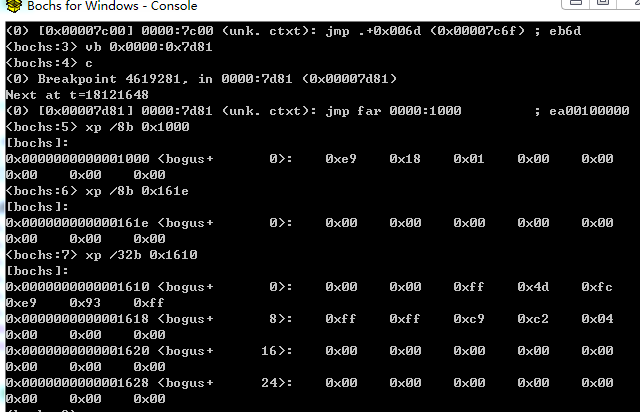 Bochs for Windows - Console
(0) [0x00007c00] 0000:7c00 (unk. ctxt): jmp .+0x006d (0x00007c6f) ; eb6d
<bochs:3> vb 0x0000:0x7d81
<bochs:4> c
(0) Breakpoint 4619281, in 0000:7d81 (0x00007d81)
Next at t=18121648
(0) [0x00007d81] 0000:7d81 (unk. ctxt): jmp far 0000:1000 ; ea00100000
<bochs:5> xp /8b 0x1000
[bochs]:
0x0000000000001000 <bogus+ 0>: 0xe9 0x18 0x01 0x00 0x00
0x00 0x00 0x00
<bochs:6> xp /8b 0x161e
[bochs]:
0x000000000000161e <bogus+ 0>: 0x00 0x00 0x00 0x00 0x00
0x00 0x00 0x00
<bochs:7> xp /32b 0x1610
[bochs]:
0x0000000000001610 <bogus+ 0>: 0x00 0x00 0xff 0x4d 0xfc
0xe9 0x93 0xff
0x0000000000001618 <bogus+ 8>: 0xff 0xff 0xc9 0xc2 0x04
0x00 0x00 0x00
0x0000000000001620 <bogus+ 16>: 0x00 0x00 0x00 0x00 0x00
0x00 0x00 0x00
0x0000000000001628 <bogus+ 24>: 0x00 0x00 0x00 0x00 0x00
0x00 0x00 0x00